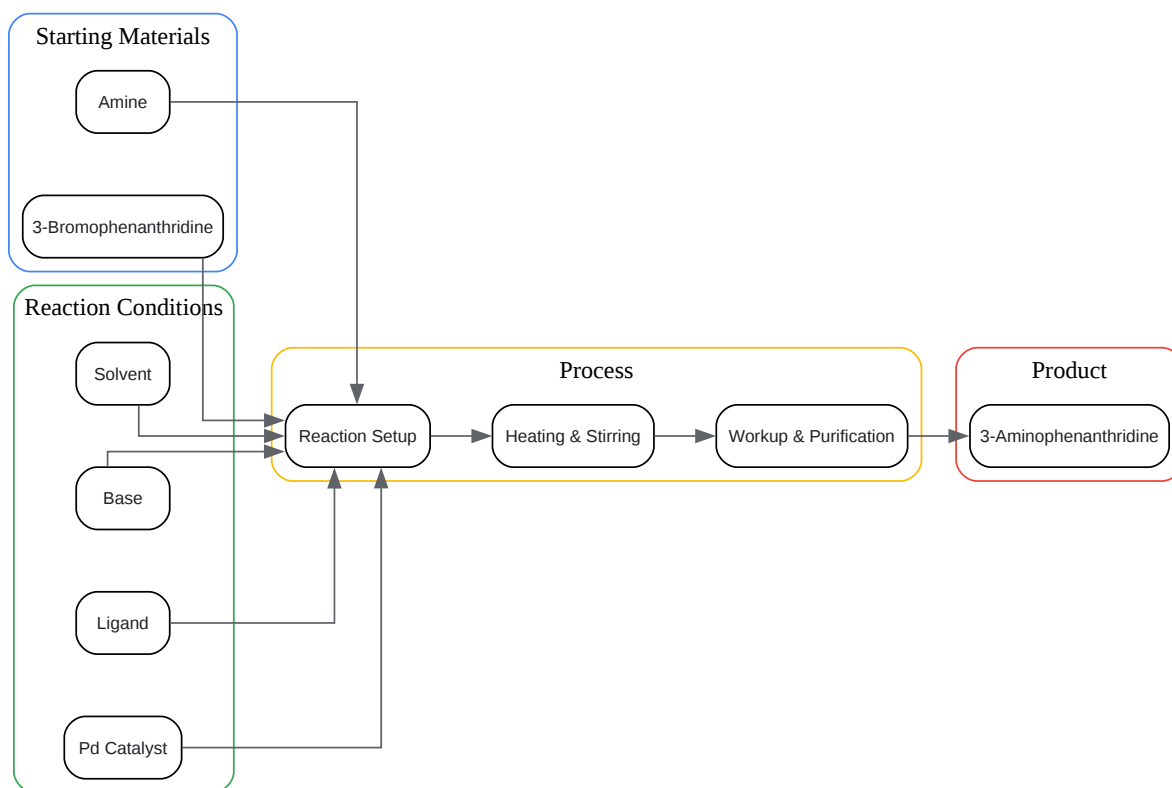 Starting Materials
Amine
3-Bromophenanthridine
Reaction Conditions
Solvent
Base
Ligand
Pd Catalyst
Process
Reaction Setup
Heating & Stirring
Workup & Purification
Product
3-Aminophenanthridine